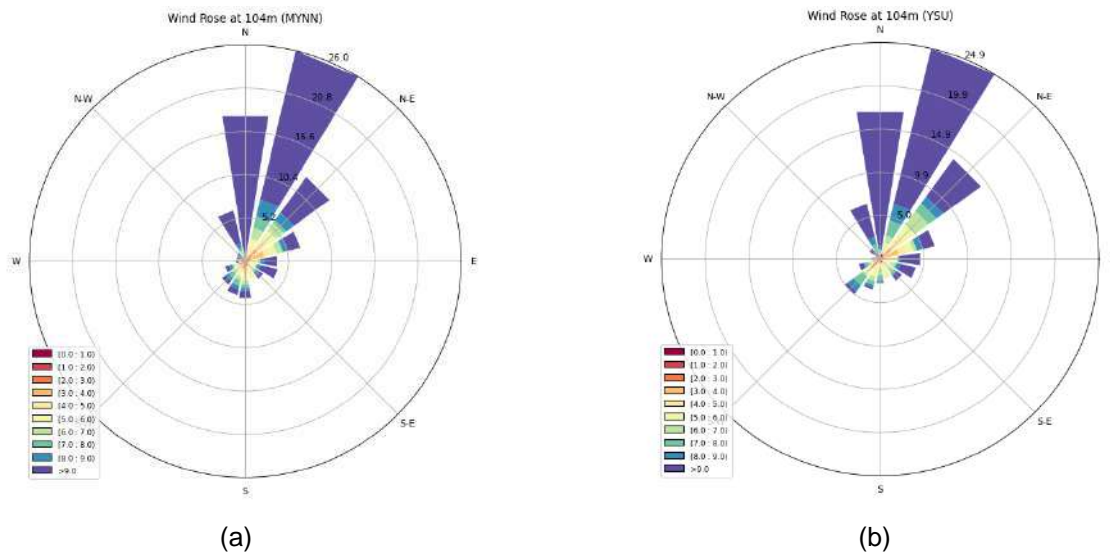 Wind Rose at 104m (MYNN)
N
26.0
N-W
20.8
N-E
15.6
10.4
5.2
W
E
[0.0 : 1.0)
[1.0 : 2.0)
[2.0 : 3.0)
[3.0 : 4.0)
[4.0 : 5.0)
[5.0 : 6.0)
[6.0 : 7.0)
[7.0 : 8.0)
[8.0 : 9.0)
>9.0
S-E
S
(a)
Wind Rose at 104m (YSU)
N
24.9
N-W
19.9
N-E
14.9
9.9
5.0
W
E
[0.0 : 1.0)
[1.0 : 2.0)
[2.0 : 3.0)
[3.0 : 4.0)
[4.0 : 5.0)
[5.0 : 6.0)
[6.0 : 7.0)
[7.0 : 8.0)
[8.0 : 9.0)
>9.0
S-E
S
(b)